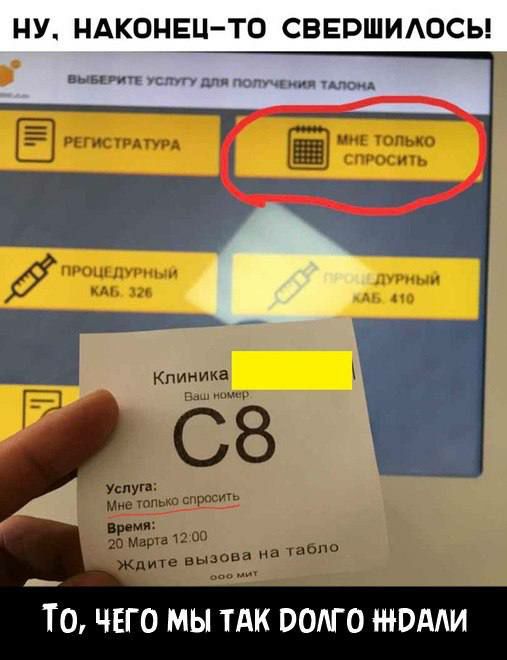 НУ, НАКОНЕЦ-ТО СВЕРШИЛОСЬ!
ВЫБЕРИТЕ УСЛУГУ ДЛЯ ПОЛУЧЕНИЯ ТАЛОНА
РЕГИСТРАТУРА
МНЕ ТОЛЬКО
СПРОСИТЬ
ПРОЦЕДУРНЫЙ
КАБ. 326
ПРОЦЕДУРНЫЙ
КАБ. 410
Клиника
Ваш номер:
С8
Услуга:
Мне только спросить
Время:
20 Марта 12:00
Ждите вызова на табло
ООО МИТ
То, чего мы так долго ждали